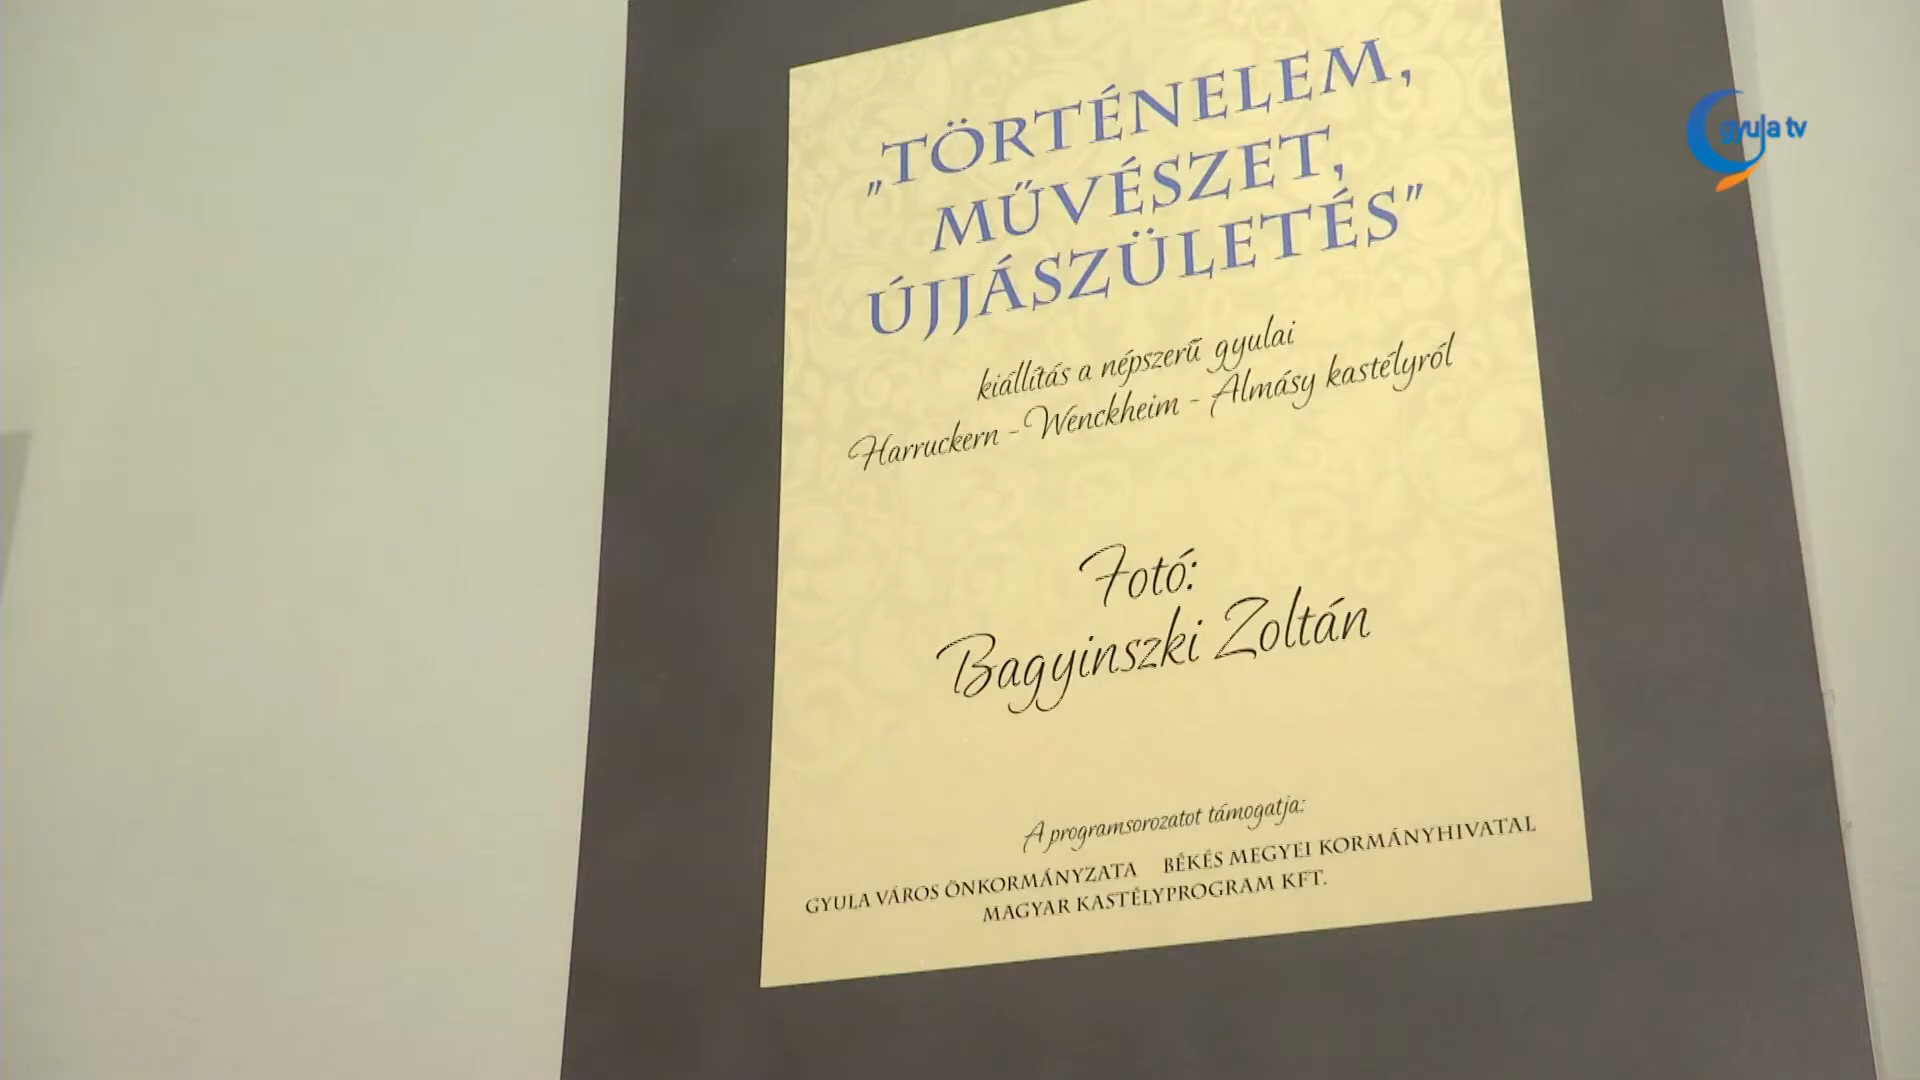 „TÖRTÉNELEM,
MŰVÉSZET,
ÚJJÁSZÜLETÉS”
kiállítás a népszerű gyulai
Harruckern - Wenckheim - Almásy kastélyról
Fotó:
Bagyinszki Zoltán
A programsorozatot támogatja:
GYULA VÁROS ÖNKORMÁNYZATA BÉKÉS MEGYEI KORMÁNYHIVATAL
MAGYAR KASTÉLYPROGRAM KFT.
gyula tv